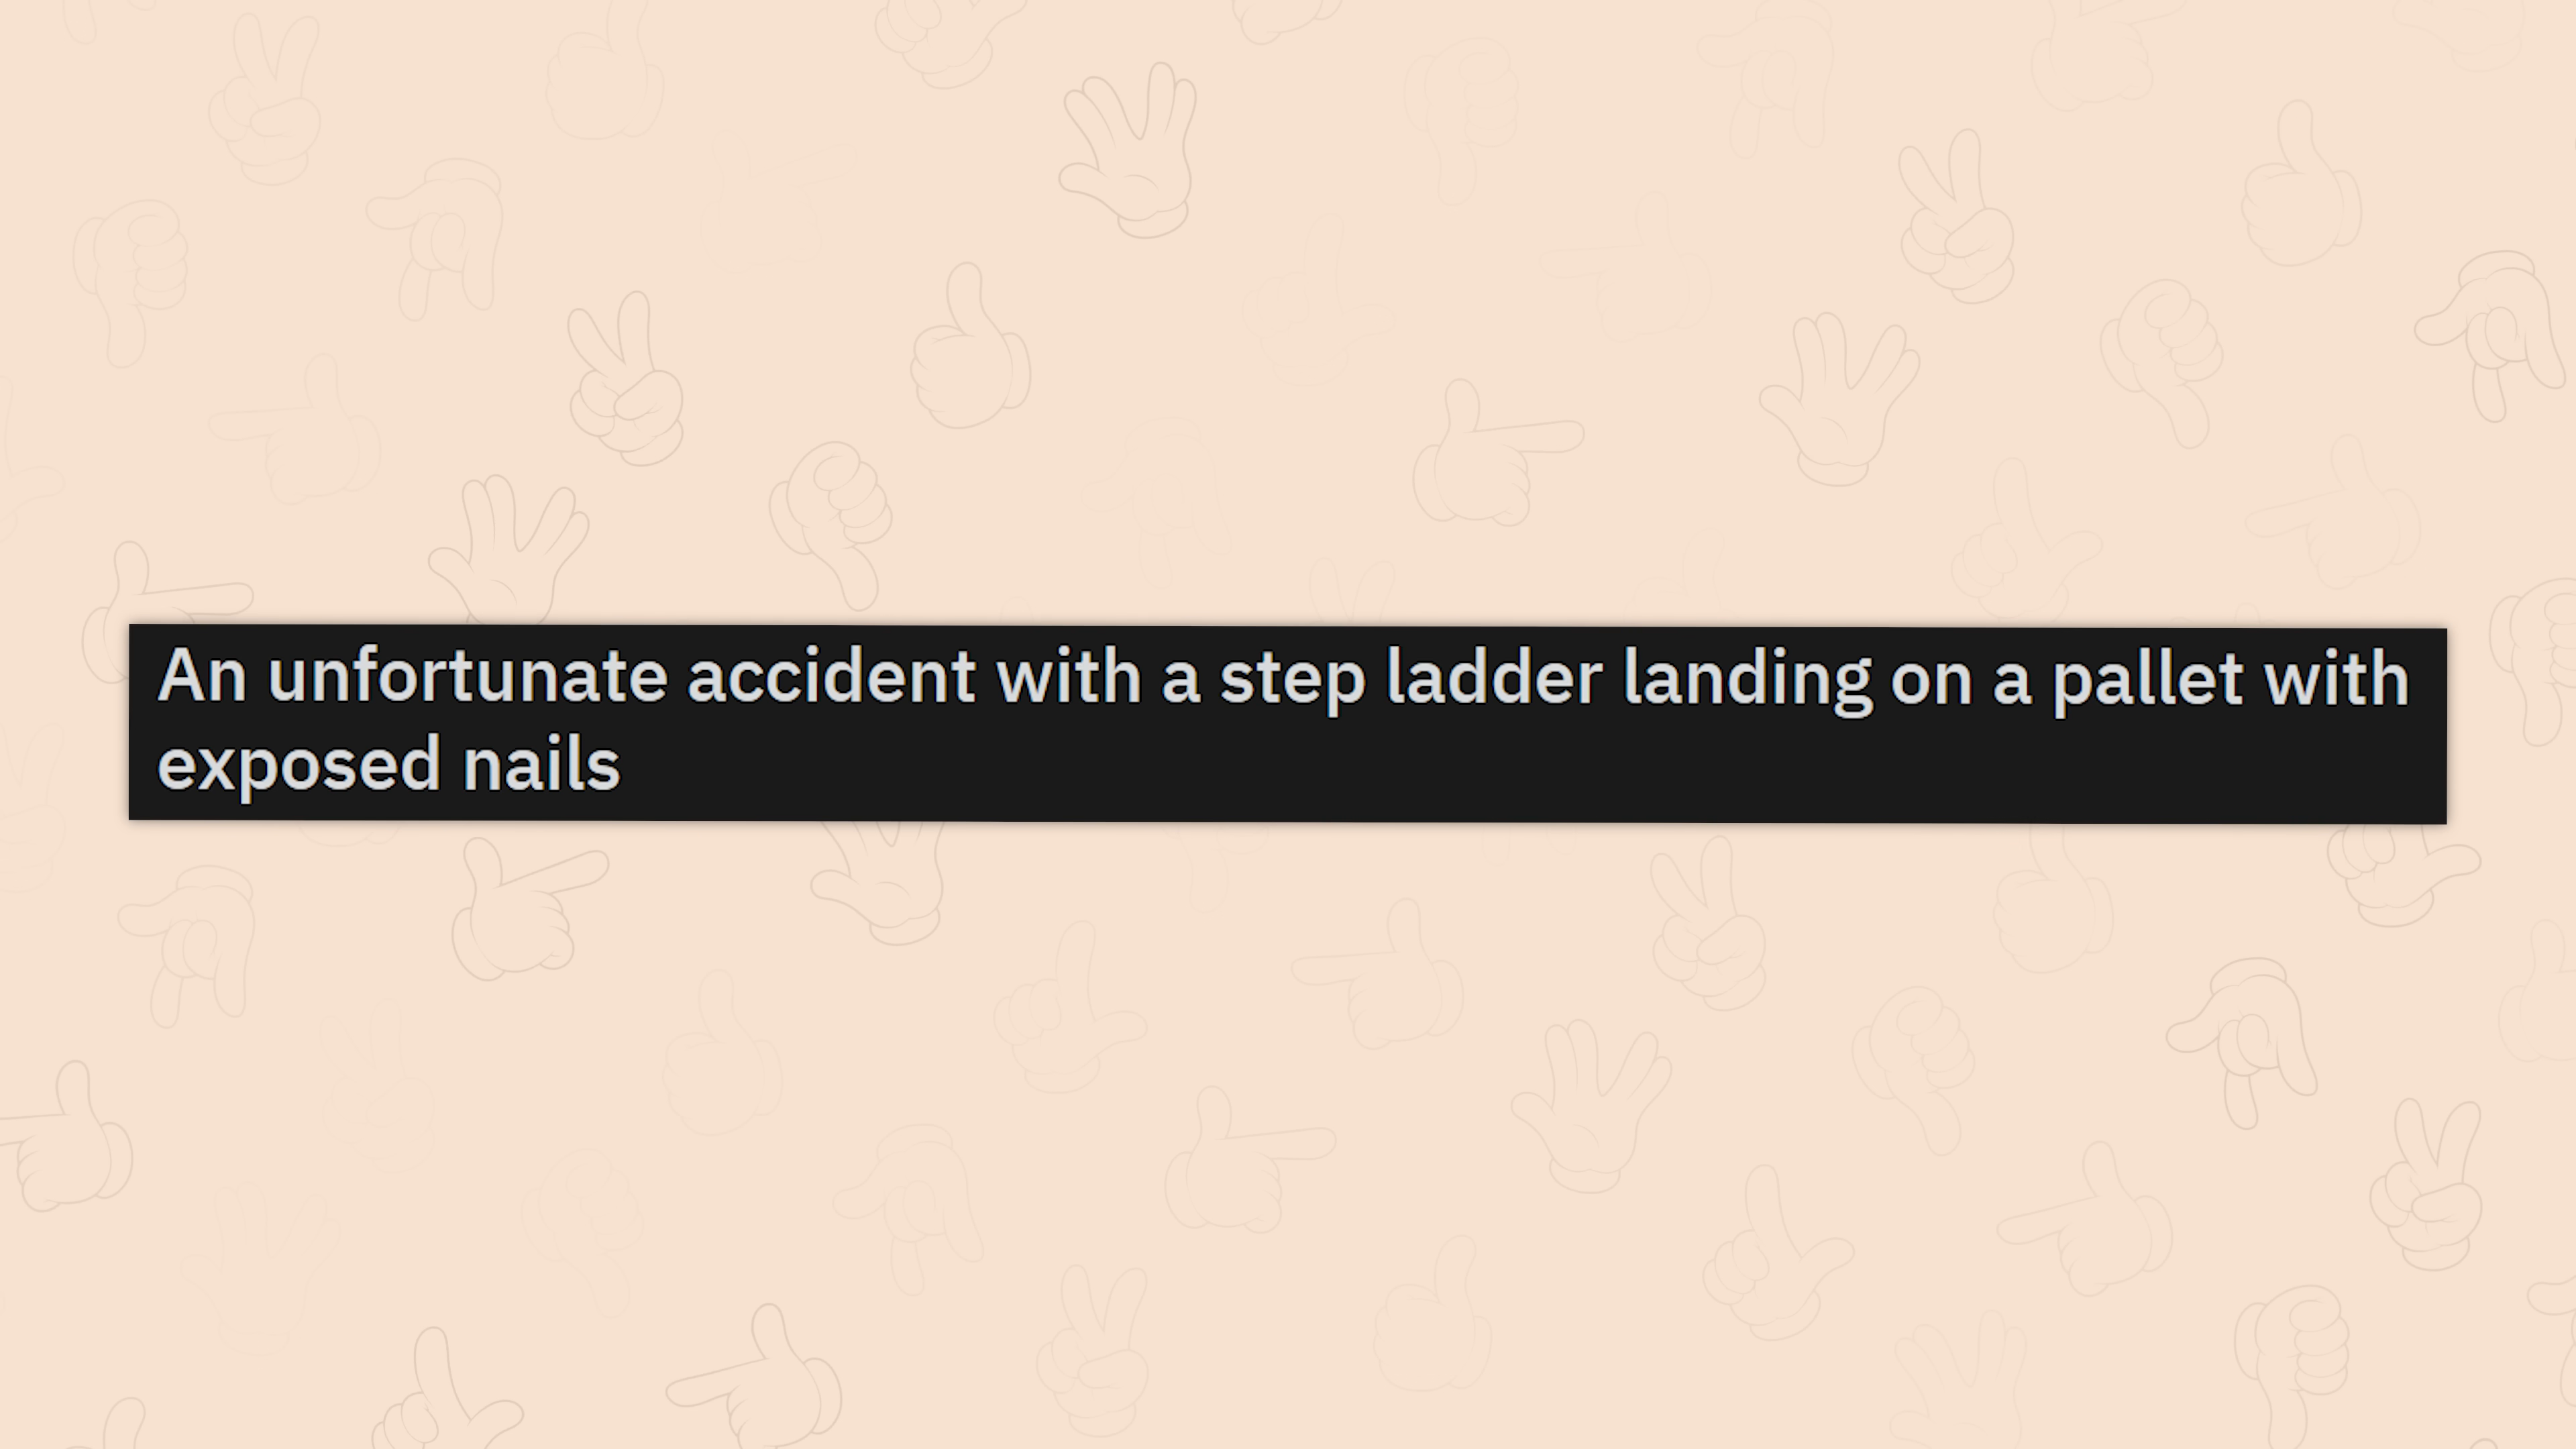 An unfortunate accident with a step ladder landing on a pallet with
exposed nails